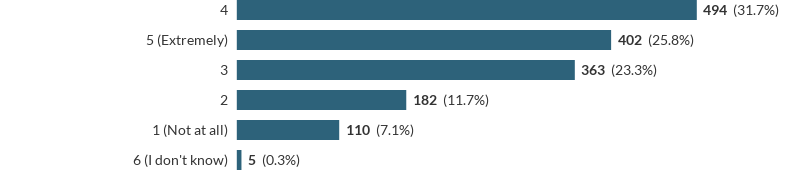 4 494 (31.7%)
5 (Extremely) 402 (25.8%)
3 363 (23.3%)
2 182 (11.7%)
1 (Not at all) 110 (7.1%)
6 (I don't know) 5 (0.3%)